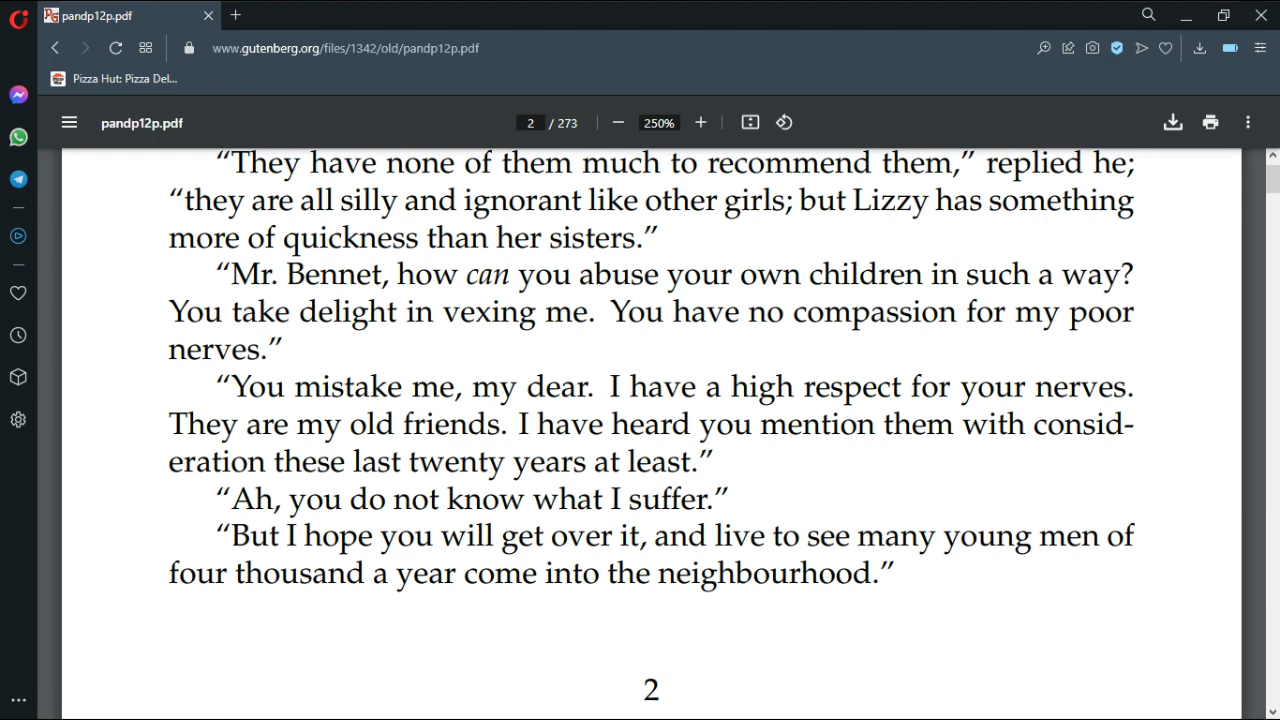 pandp12p.pdf
www.gutenberg.org/files/1342/old/pandp12p.pdf
Pizza Hut: Pizza Del...
pandp12p.pdf
2 / 273
250%
“They have none of them much to recommend them,” replied he;
“they are all silly and ignorant like other girls; but Lizzy has something
more of quickness than her sisters.”
“Mr. Bennet, how can you abuse your own children in such a way?
You take delight in vexing me. You have no compassion for my poor
nerves.”
“You mistake me, my dear. I have a high respect for your nerves.
They are my old friends. I have heard you mention them with consid-
eration these last twenty years at least.”
“Ah, you do not know what I suffer.”
“But I hope you will get over it, and live to see many young men of
four thousand a year come into the neighbourhood.”
2